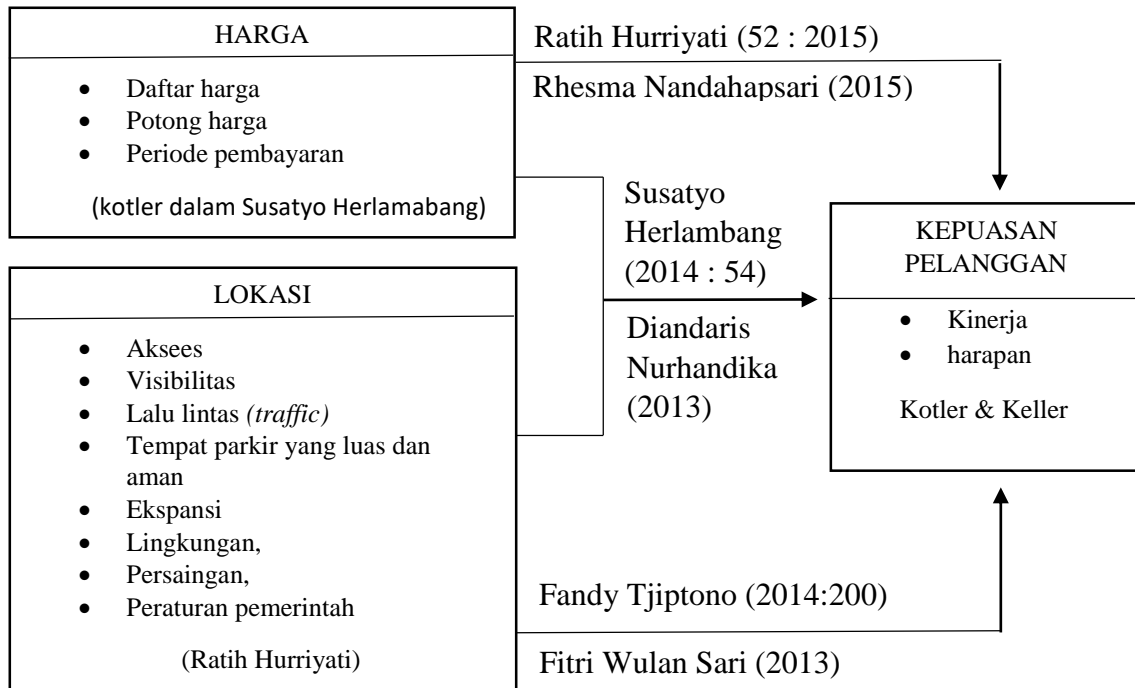 HARGA
• Daftar harga
• Potong harga
• Periode pembayaran
(kotler dalam Susatyo Herlamabang)
Ratih Hurriyati (52 : 2015)
Rhesma Nandahapsari (2015)
LOKASI
• Aksees
• Visibilitas
• Lalu lintas (traffic)
• Tempat parkir yang luas dan
aman
• Ekspansi
• Lingkungan,
• Persaingan,
• Peraturan pemerintah
(Ratih Hurriyati)
Susatyo
Herlambang
(2014 : 54)
Diandaris
Nurhandika
(2013)
Fandy Tjiptono (2014:200)
Fitri Wulan Sari (2013)
KEPUASAN
PELANGGAN
• Kinerja
• harapan
Kotler & Keller